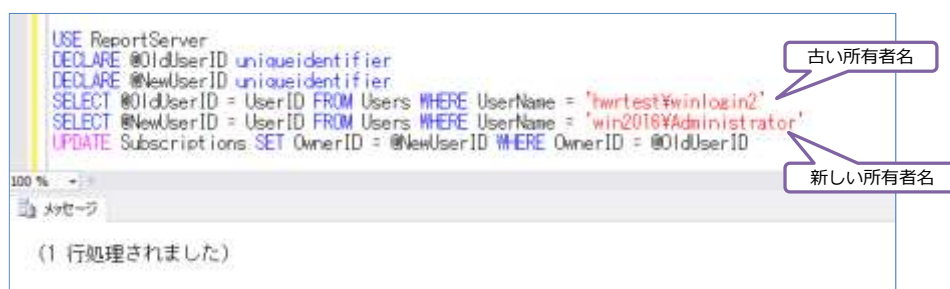 USE ReportServer
DECLARE @OldUserID uniqueidentifier
DECLARE @NewUserID uniqueidentifier
SELECT @OldUserID = UserID FROM Users WHERE UserName = 'hwrtest¥winlogin2'
SELECT @NewUserID = UserID FROM Users WHERE UserName = 'win2016¥Administrator'
UPDATE Subscriptions SET OwnerID = @NewUserID WHERE OwnerID = @OldUserID
古い所有者名
新しい所有者名
100 %
メッセージ
(1 行処理されました)